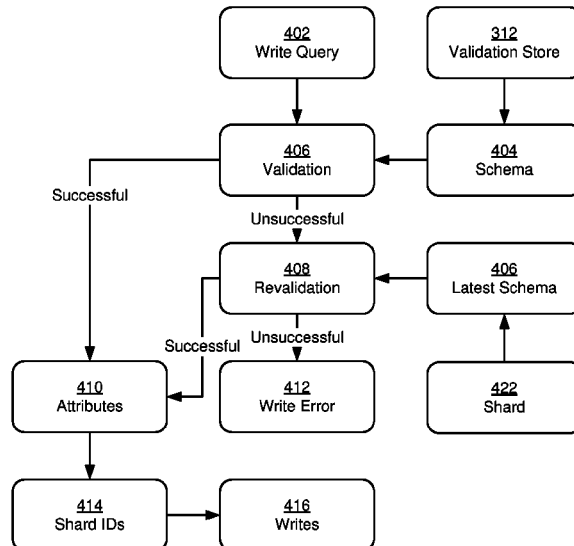 402
Write Query
312
Validation Store
406
Validation
404
Schema
Successful
Unsuccessful
408
Revalidation
406
Latest Schema
Successful
Unsuccessful
410
Attributes
412
Write Error
422
Shard
414
Shard IDs
416
Writes